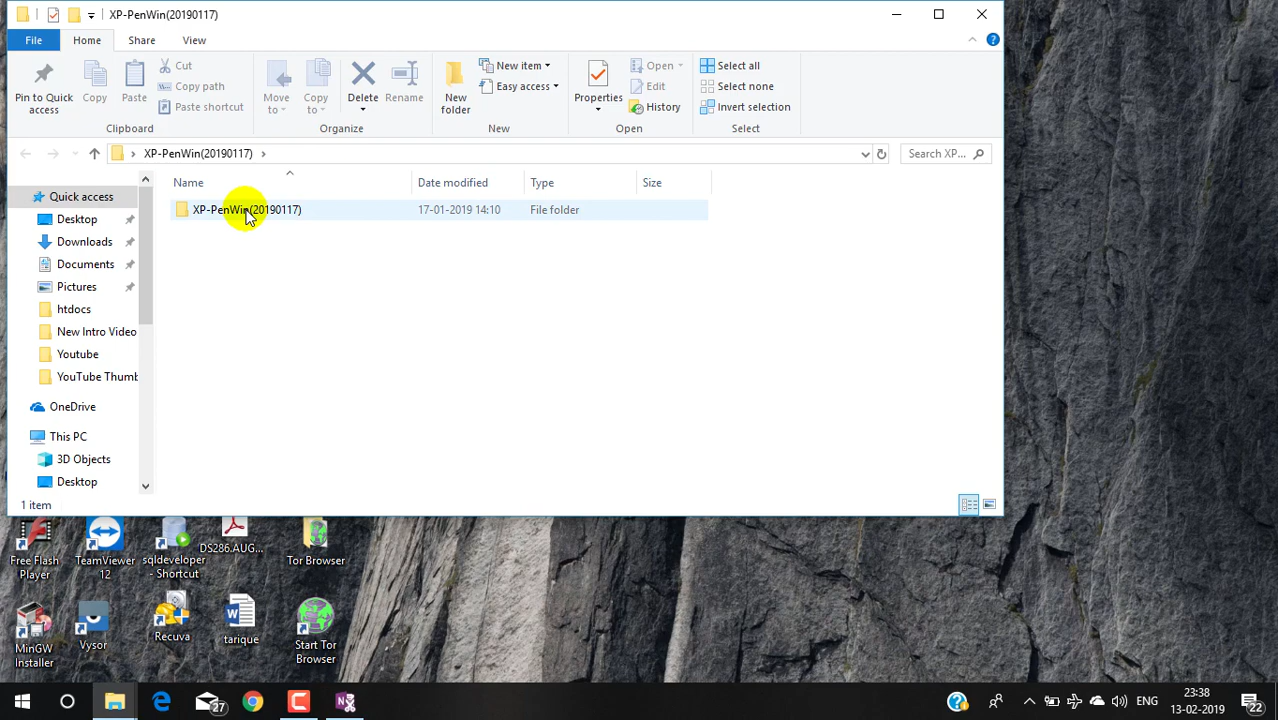 XP-PenWin(20190117)
File Home Share View
Pin to Quick access
Copy
Paste
Cut
Copy path
Paste shortcut
Clipboard
Move to
Copy to
Delete
Rename
Organize
New folder
New item
Easy access
New
Properties
Open
Edit
History
Open
Select all
Select none
Invert selection
Select
XP-PenWin(20190117)
Search XP...
Name Date modified Type Size
XP-PenWin(20190117) 17-01-2019 14:10 File folder
Quick access
Desktop
Downloads
Documents
Pictures
htdocs
New Intro Video
Youtube
YouTube Thumb
OneDrive
This PC
3D Objects
Desktop
1 item
Free Flash Player
TeamViewer 12
sqldeveloper - Shortcut
DS286.AUG...
Tor Browser
MinGW Installer
Vysor
Recuva
tarique
Start Tor Browser
27
ENG
23:38
13-02-2019
22